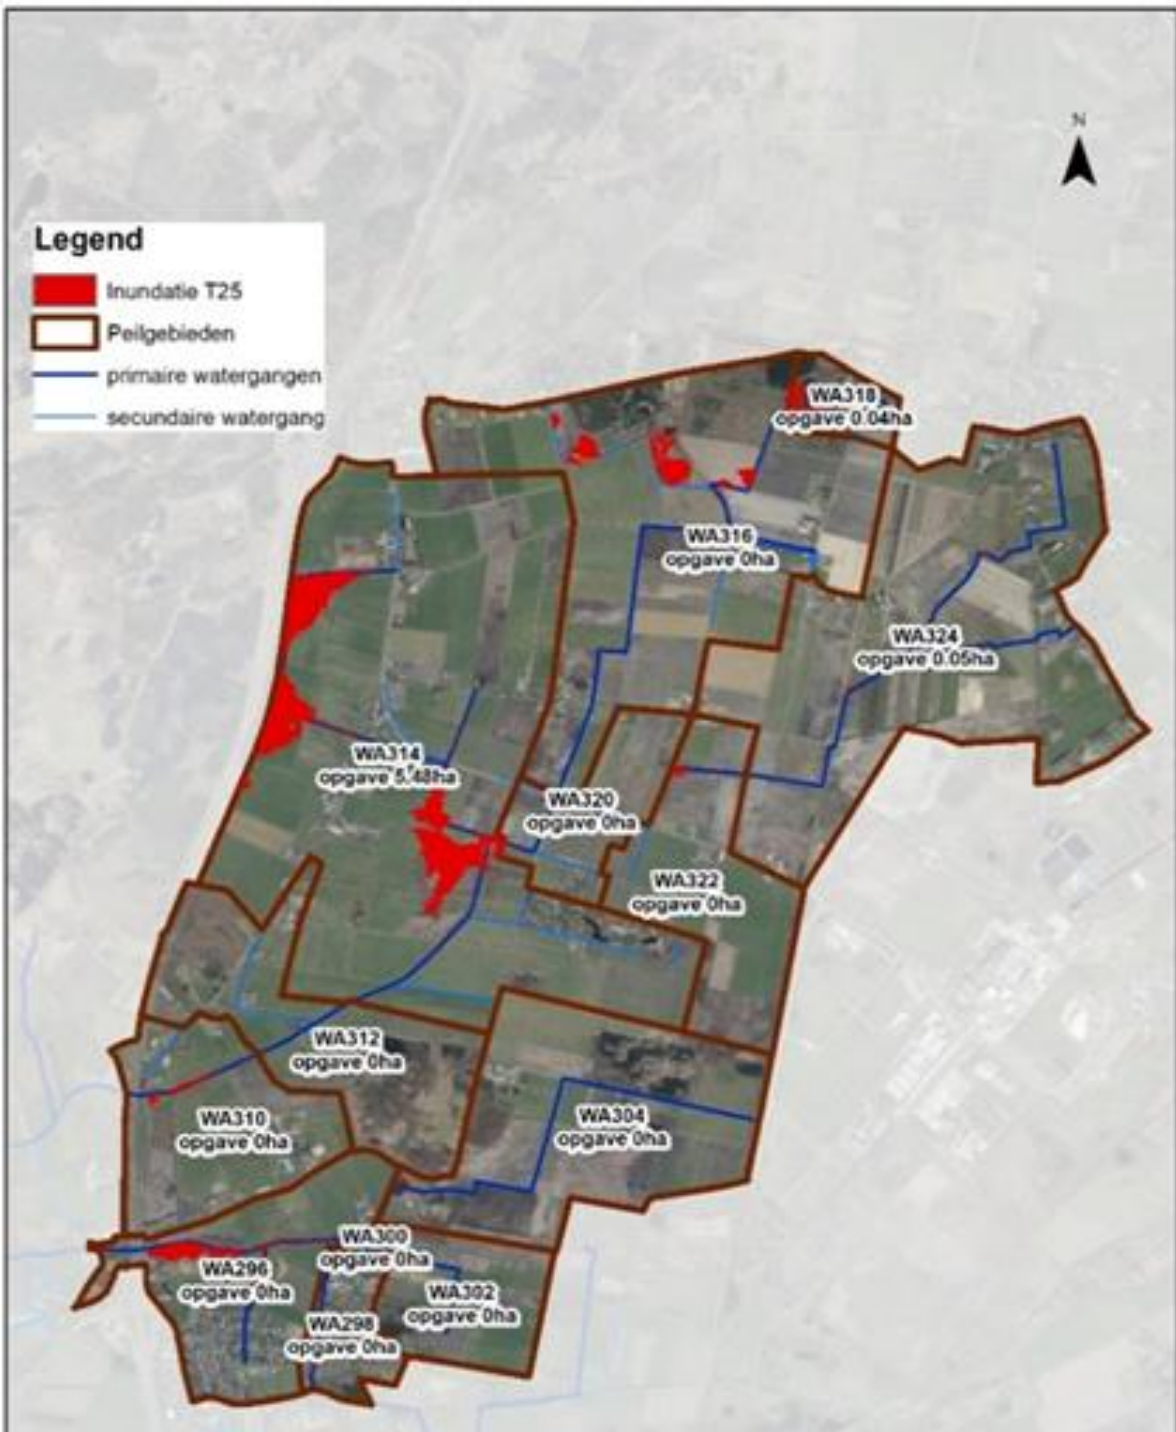 N
Legend
Inundatie T25
Peilgebieden
primaire watergangen
secundaire watergang
WA318
opgave 0.04ha
WA316
opgave 0ha
WA324
opgave 0.05ha
WA314
opgave 5.48ha
WA320
opgave 0ha
WA322
opgave 0ha
WA312
opgave 0ha
WA310
opgave 0ha
WA304
opgave 0ha
WA300
opgave 0ha
WA296
opgave 0ha
WA302
opgave 0ha
WA298
opgave 0ha